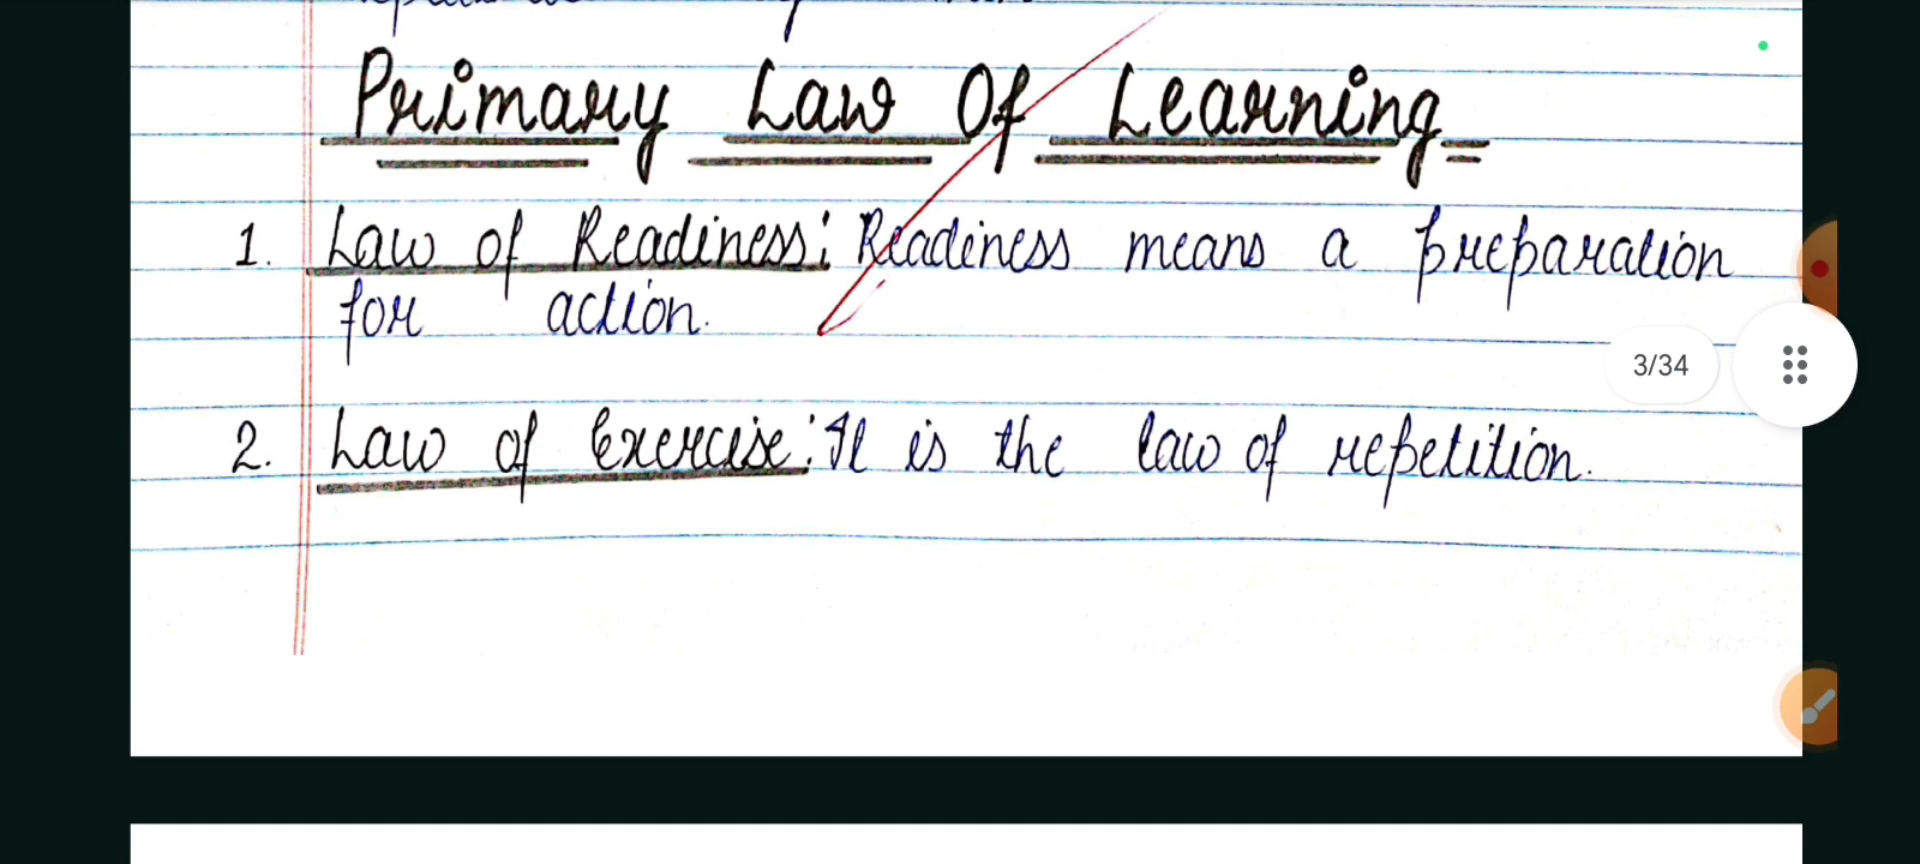 Primary Law Of Learning
1. Law of Readiness: Readiness means a preparation
for action.
3/34
2. Law of Exercise: It is the law of repetition.